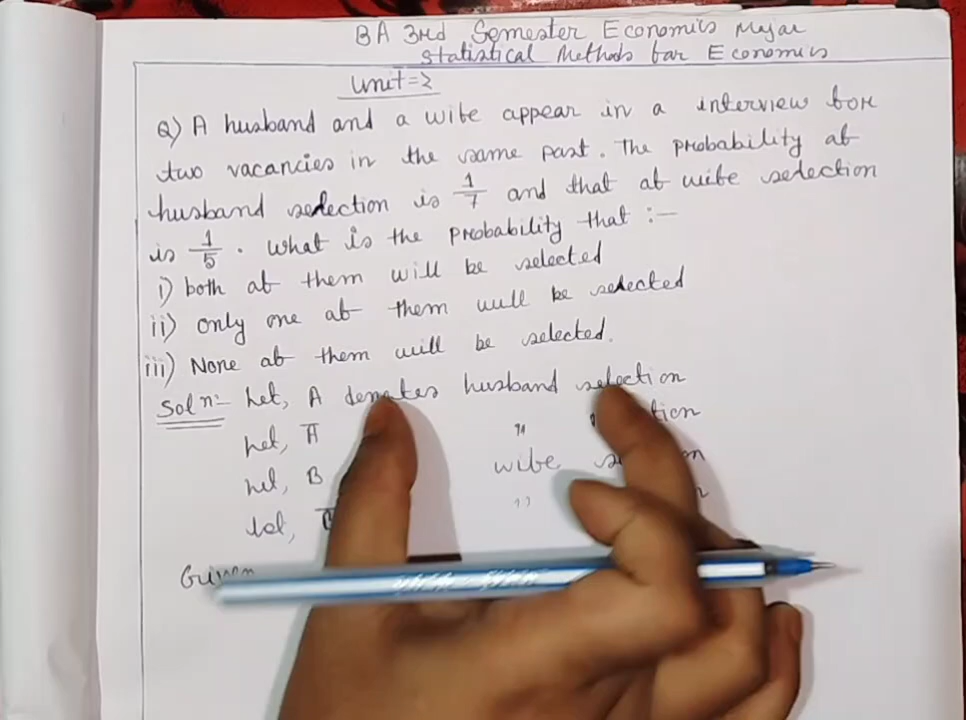 BA 3rd Semester Economics Major
Statistical Methods for Economics
Unit=2
Q) A husband and a wife appear in a interview for
two vacancies in the same post. The probability of
husband selection is 1/7 and that of wife selection
is 1/5. What is the probability that :-
i) both of them will be selected
ii) Only one of them will be selected
iii) None of them will be selected.
Soln:- Let, A denotes husband selection
Let, A̅ "
Let, B wife
Let, "
Given